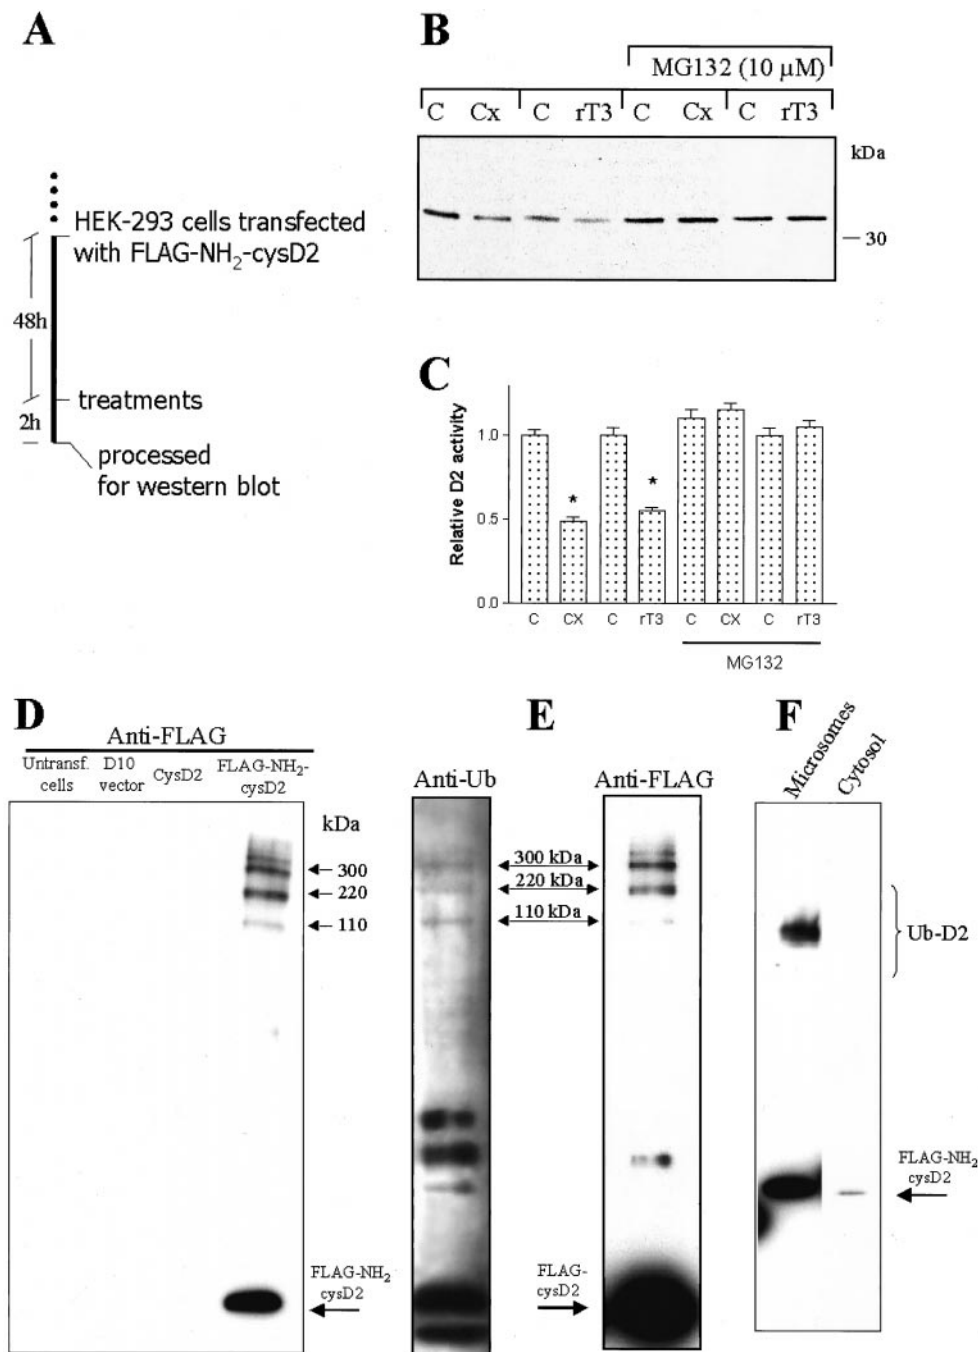 A
HEK-293 cells transfected
with FLAG-NH2-cysD2
48h
treatments
2h
processed
for western blot
B
MG132 (10 µM)
C Cx C rT3 C Cx C rT3
kDa
30
C
Relative D2 activity
1.0
0.5
0.0
*
*
C CX C rT3 C CX C rT3
MG132
D
Anti-FLAG
Untransf. cells
D10 vector
CysD2
FLAG-NH2-cysD2
kDa
300
220
110
FLAG-NH2
cysD2
Anti-Ub
E
Anti-FLAG
300 kDa
220 kDa
110 kDa
FLAG-
cysD2
F
Microsomes
Cytosol
Ub-D2
FLAG-NH2
cysD2